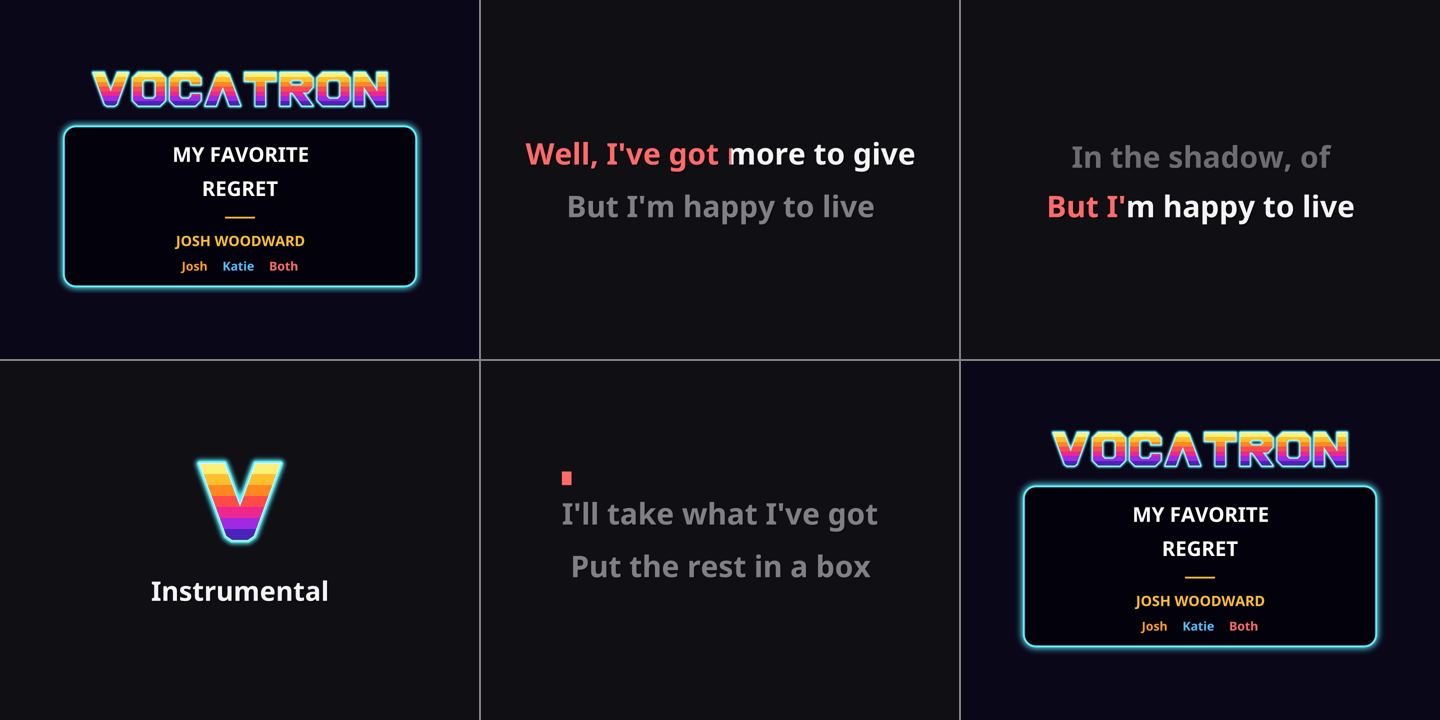 VOCATRON
MY FAVORITE
REGRET
JOSH WOODWARD
Josh Katie Both
Well, I've got more to give
But I'm happy to live
In the shadow, of
But I'm happy to live
V
Instrumental
I'll take what I've got
Put the rest in a box
VOCATRON
MY FAVORITE
REGRET
JOSH WOODWARD
Josh Katie Both